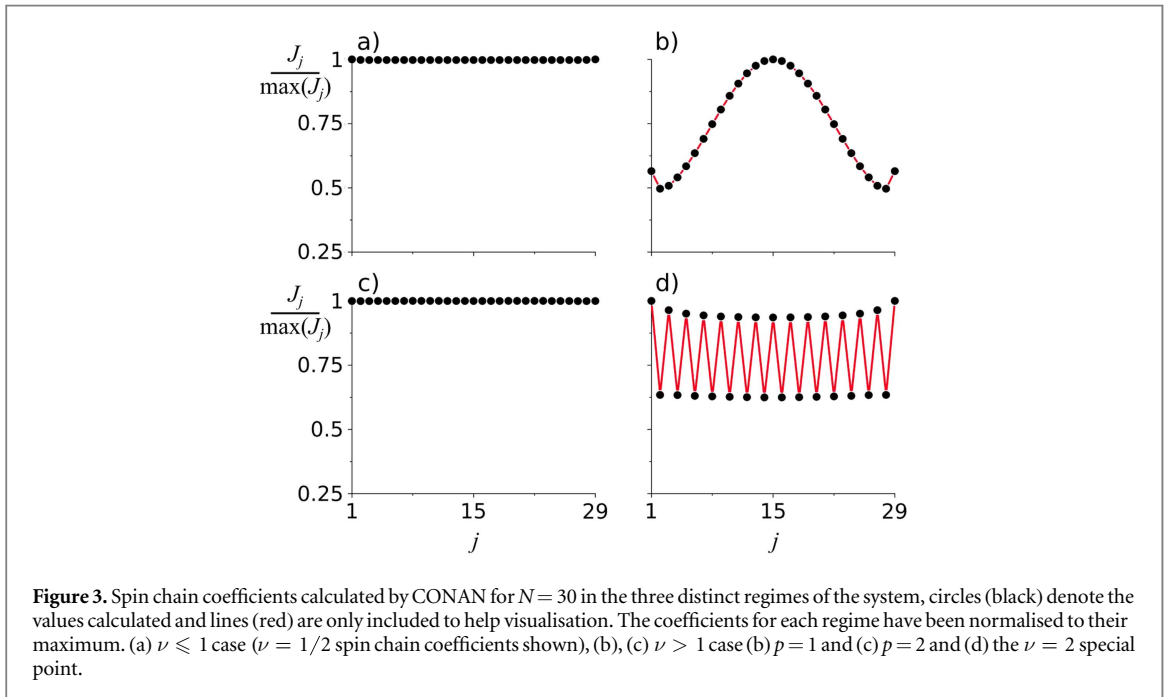 a)
b)
J_j
max(J_j)
1
0.75
0.5
0.25
c)
d)
J_j
max(J_j)
1
0.75
0.5
0.25
1 15 29 1 15 29
j j
Figure 3. Spin chain coefficients calculated by CONAN for N = 30 in the three distinct regimes of the system, circles (black) denote the
values calculated and lines (red) are only included to help visualisation. The coefficients for each regime have been normalised to their
maximum. (a) ν ⩽ 1 case (ν = 1/2 spin chain coefficients shown), (b), (c) ν > 1 case (b) p = 1 and (c) p = 2 and (d) the ν = 2 special
point.